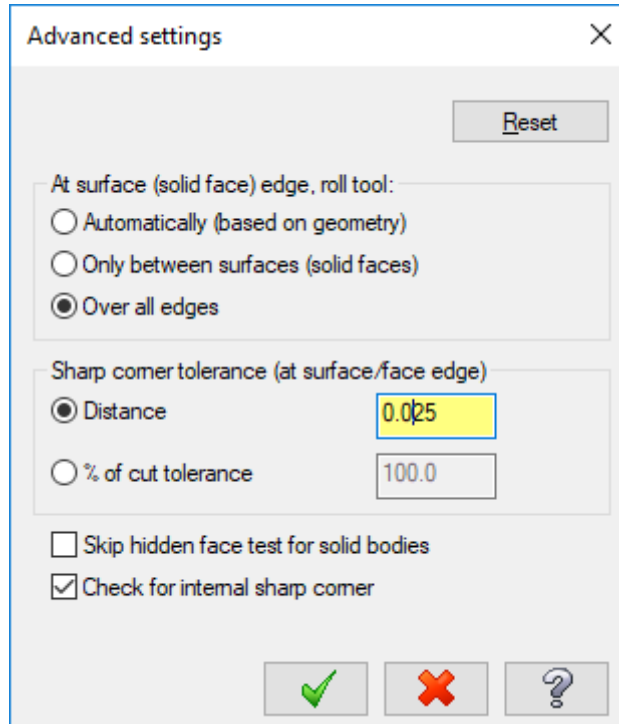 Advanced settings
Reset
At surface (solid face) edge, roll tool:
Automatically (based on geometry)
Only between surfaces (solid faces)
Over all edges
Sharp corner tolerance (at surface/face edge)
Distance 0.025
% of cut tolerance 100.0
Skip hidden face test for solid bodies
Check for internal sharp corner
?